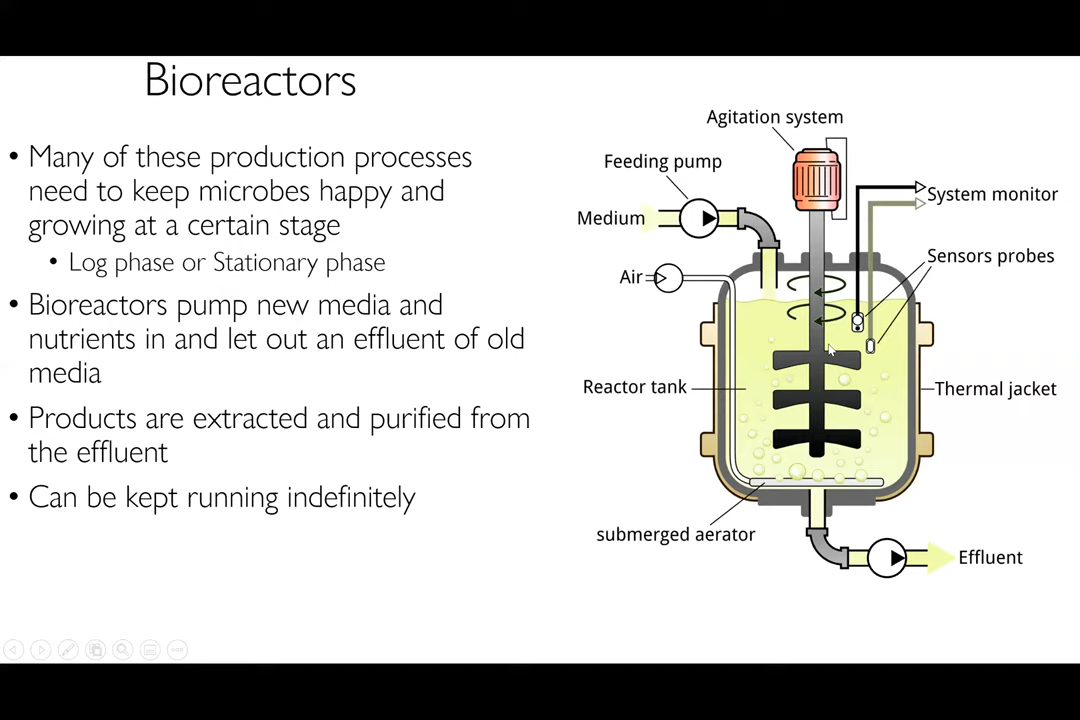 Bioreactors
• Many of these production processes
need to keep microbes happy and
growing at a certain stage
• Log phase or Stationary phase
• Bioreactors pump new media and
nutrients in and let out an effluent of old
media
• Products are extracted and purified from
the effluent
• Can be kept running indefinitely
Agitation system
Feeding pump
Medium
System monitor
Air
Sensors probes
Reactor tank
Thermal jacket
submerged aerator
Effluent